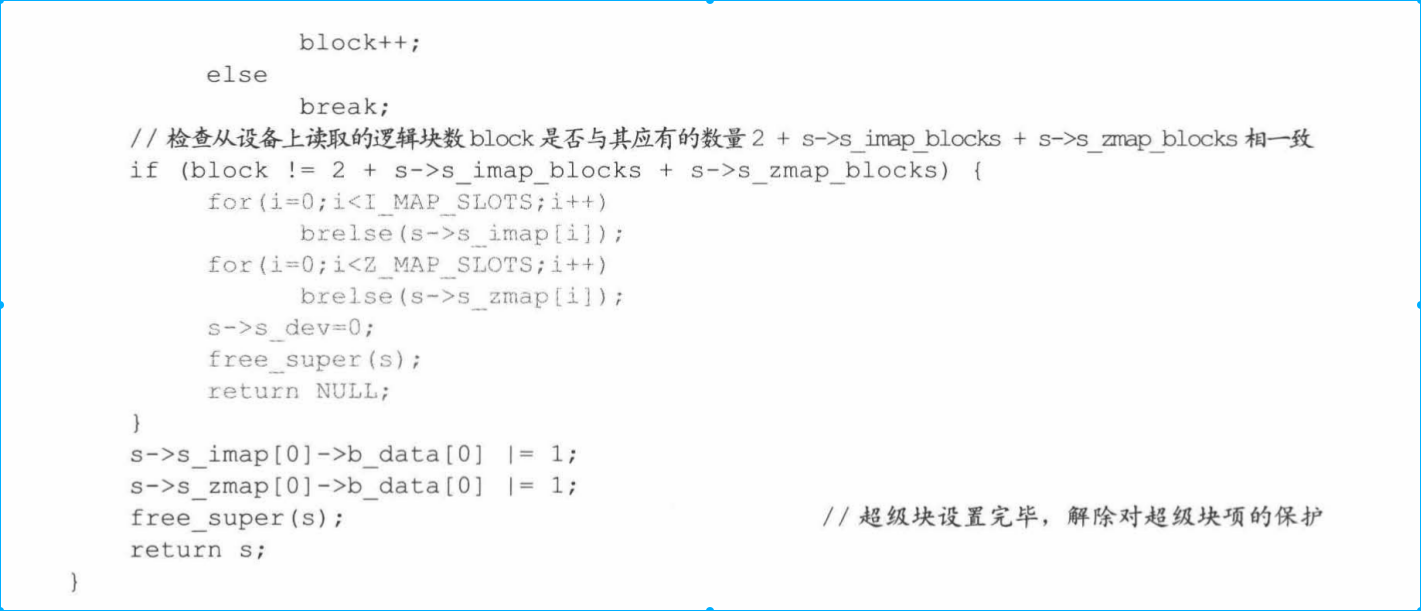 block++;
else
break;
// 检查从设备上读取的逻辑块数 block 是否与其应有的数量 2 + s->s_imap_blocks + s->s_zmap_blocks 相一致
if (block != 2 + s->s_imap_blocks + s->s_zmap_blocks) {
for(i=0;i<I_MAP_SLOTS;i++)
brelse(s->s_imap[i]);
for(i=0;i<Z_MAP_SLOTS;i++)
brelse(s->s_zmap[i]);
s->s_dev=0;
free_super(s);
return NULL;
}
s->s_imap[0]->b_data[0] |= 1;
s->s_zmap[0]->b_data[0] |= 1;
free_super(s); // 超级块设置完毕，解除对超级块项的保护
return s;
}